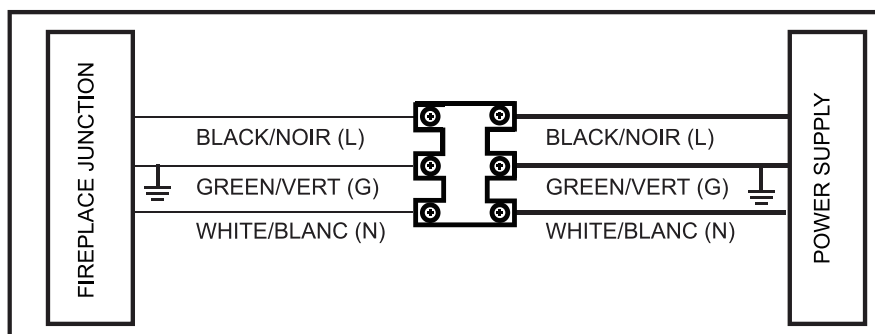 FIREPLACE JUNCTION
BLACK/NOIR (L)
GREEN/VERT (G)
WHITE/BLANC (N)
BLACK/NOIR (L)
GREEN/VERT (G)
WHITE/BLANC (N)
POWER SUPPLY